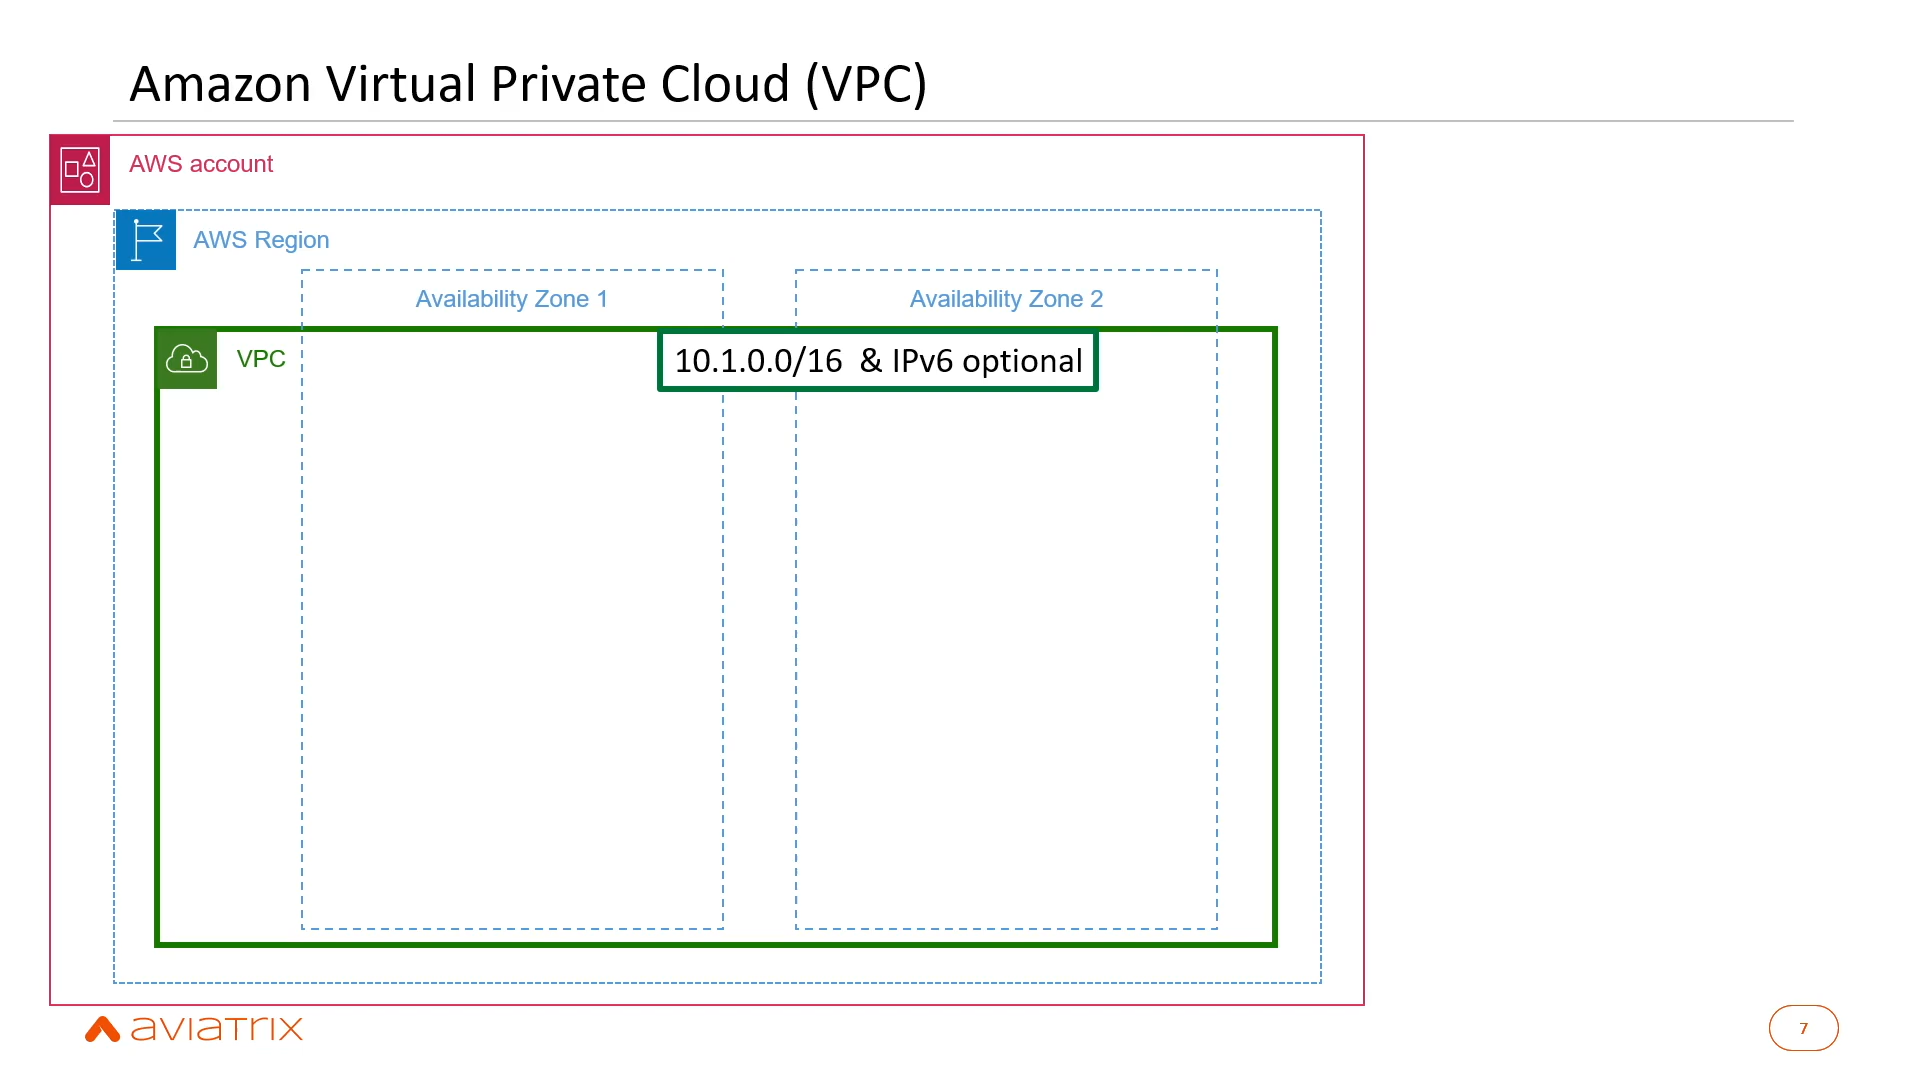 Amazon Virtual Private Cloud (VPC)
AWS account
AWS Region
Availability Zone 1
Availability Zone 2
VPC
10.1.0.0/16 & IPv6 optional
aviatrix
7